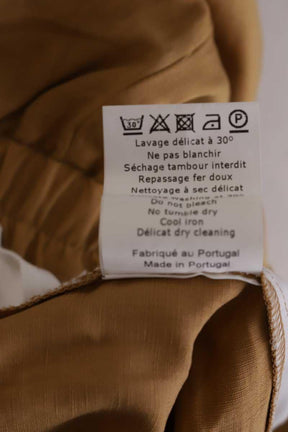 30°
P
Lavage délicat à 30°
Ne pas blanchir
Séchage tambour interdit
Repassage fer doux
Nettoyage à sec délicat
Do not bleach
No tumble dry
Cool iron
Délicat dry cleaning
Fabriqué au Portugal
Made in Portugal